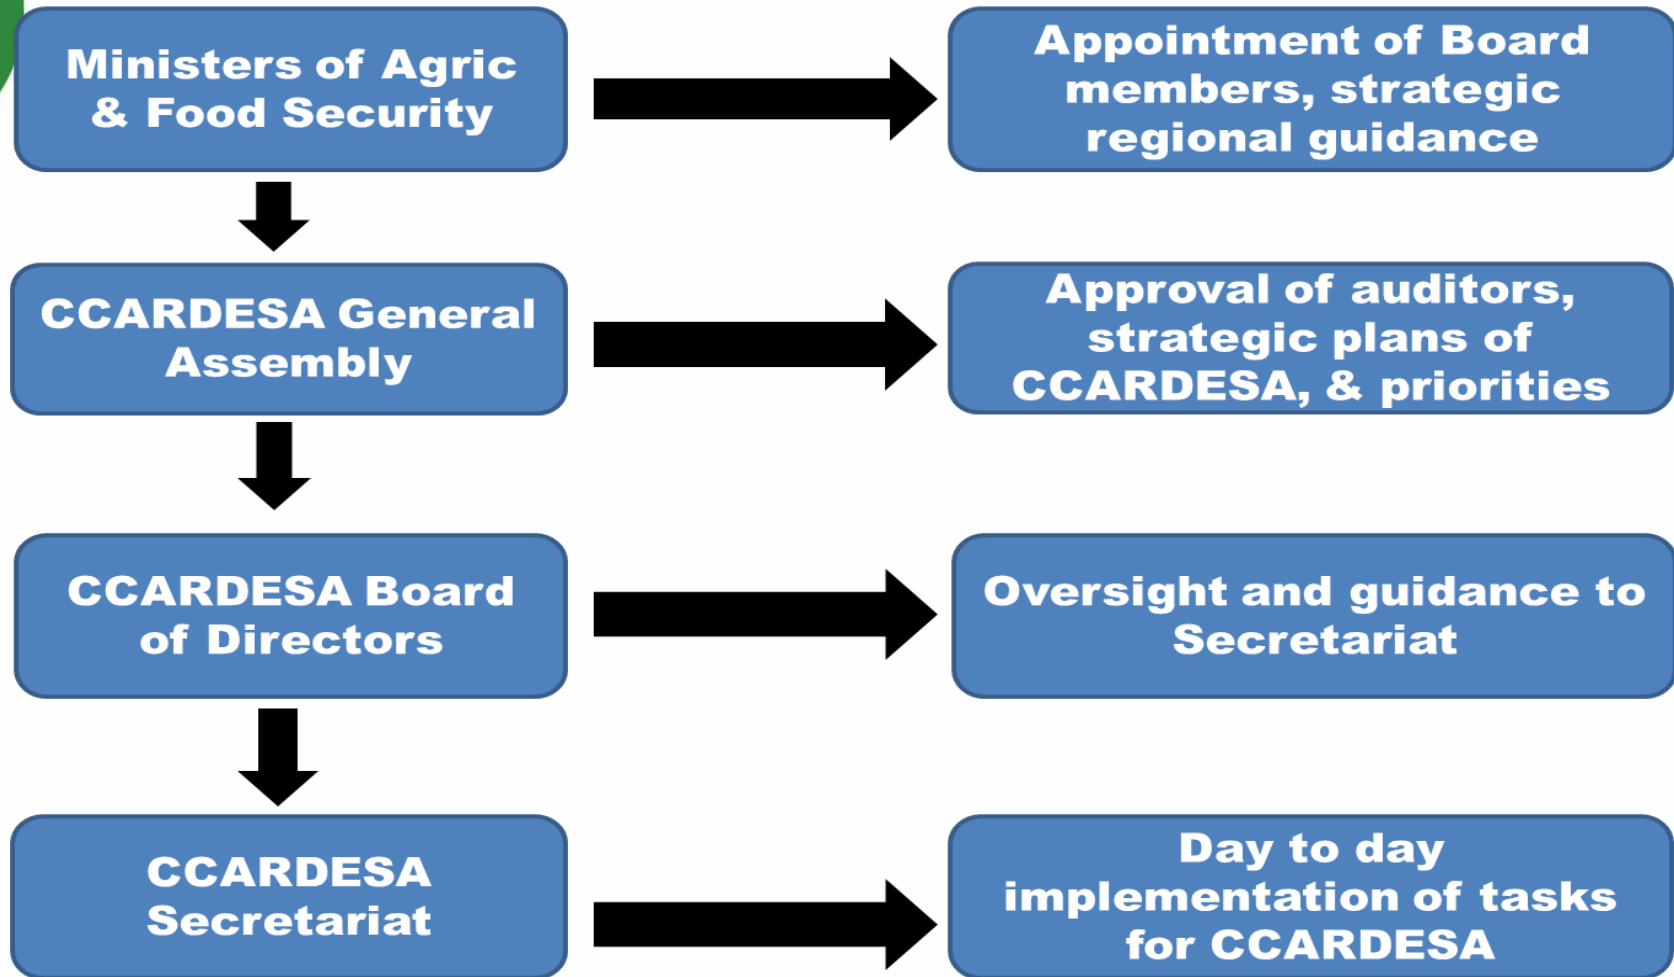 Ministers of Agric
& Food Security
Appointment of Board
members, strategic
regional guidance
CCARDESA General
Assembly
Approval of auditors,
strategic plans of
CCARDESA, & priorities
CCARDESA Board
of Directors
Oversight and guidance to
Secretariat
CCARDESA
Secretariat
Day to day
implementation of tasks
for CCARDESA